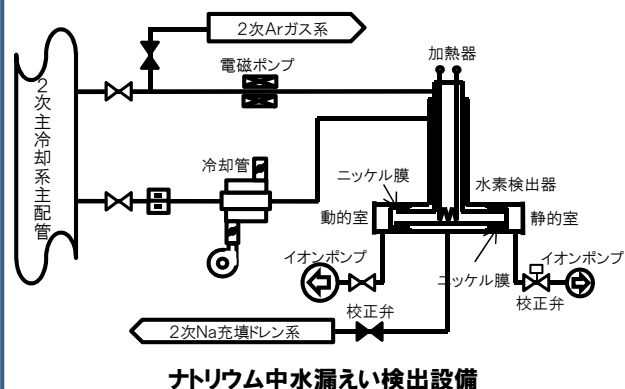 2次Arガス系
加熱器
電磁ポンプ
2次主冷却系主配管
冷却管
ニッケル膜
水素検出器
動的室
静的室
イオンポンプ
イオンポンプ
ニッケル膜
校正弁
校正弁
2次Na充填ドレン系
ナトリウム中水漏えい検出設備